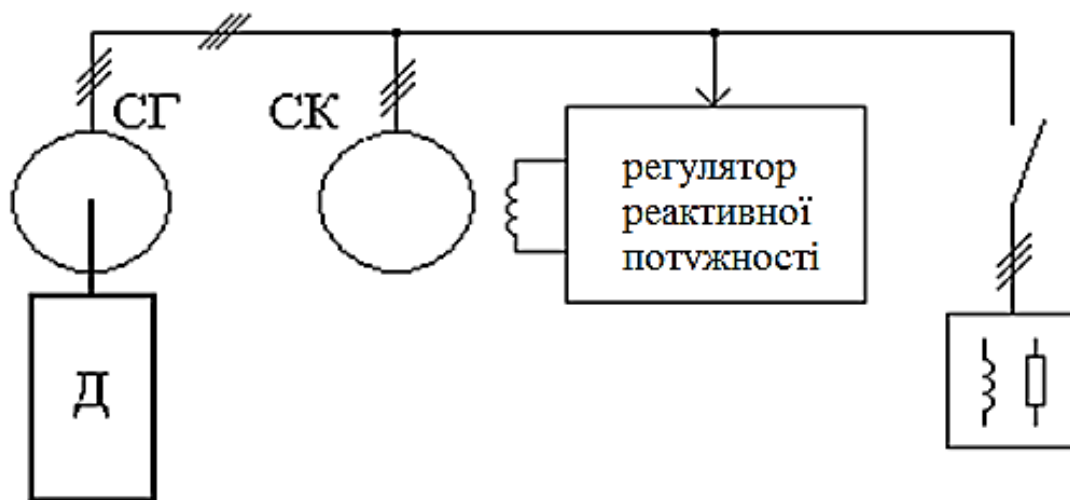 СГ
СК
регулятор
реактивної
потужності
Д